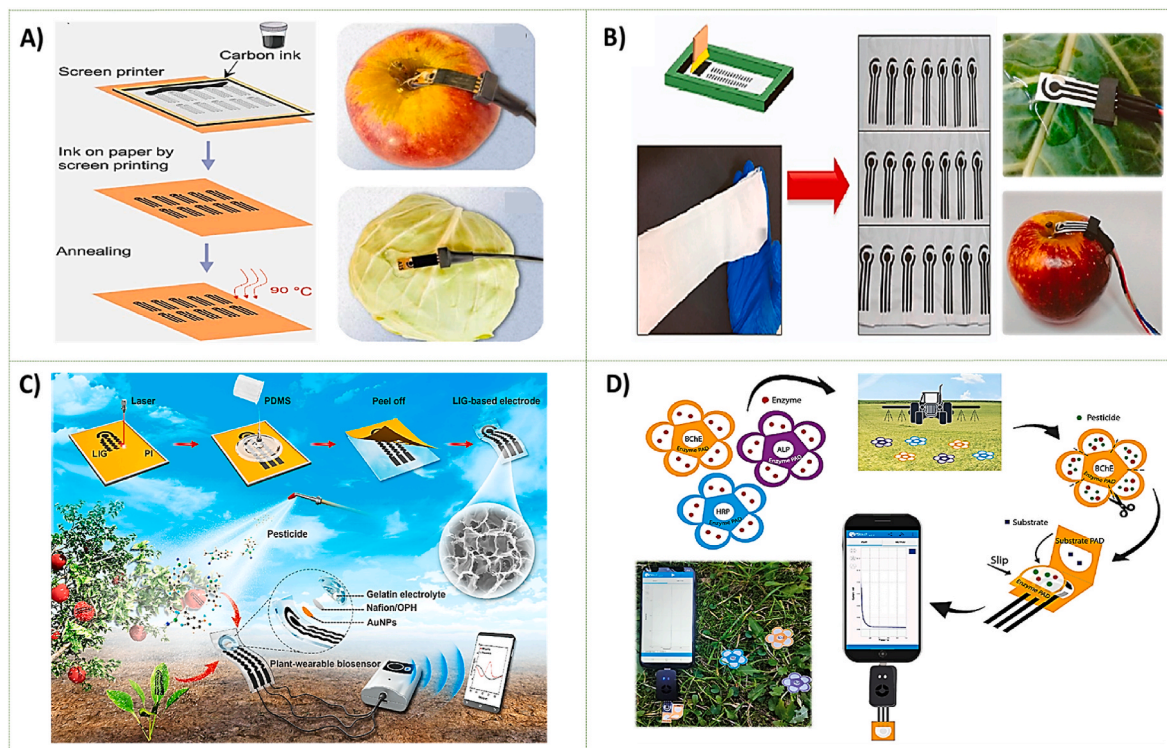 A)
Carbon ink
Screen printer
Ink on paper by
screen printing
Annealing
90 °C
B)
C)
Laser
PDMS
Peel off
LIG-based electrode
LIG
PI
Pesticide
Gelatin electrolyte
Nafion/OPH
AuNPs
Plant-wearable biosensor
D)
Enzyme
BChE
Enzyme PAD
ALP
Enzyme PAD
HRP
Enzyme PAD
Pesticide
BChE
Enzyme PAD
Substrate
Substrate PAD
Slip
Enzyme PAD